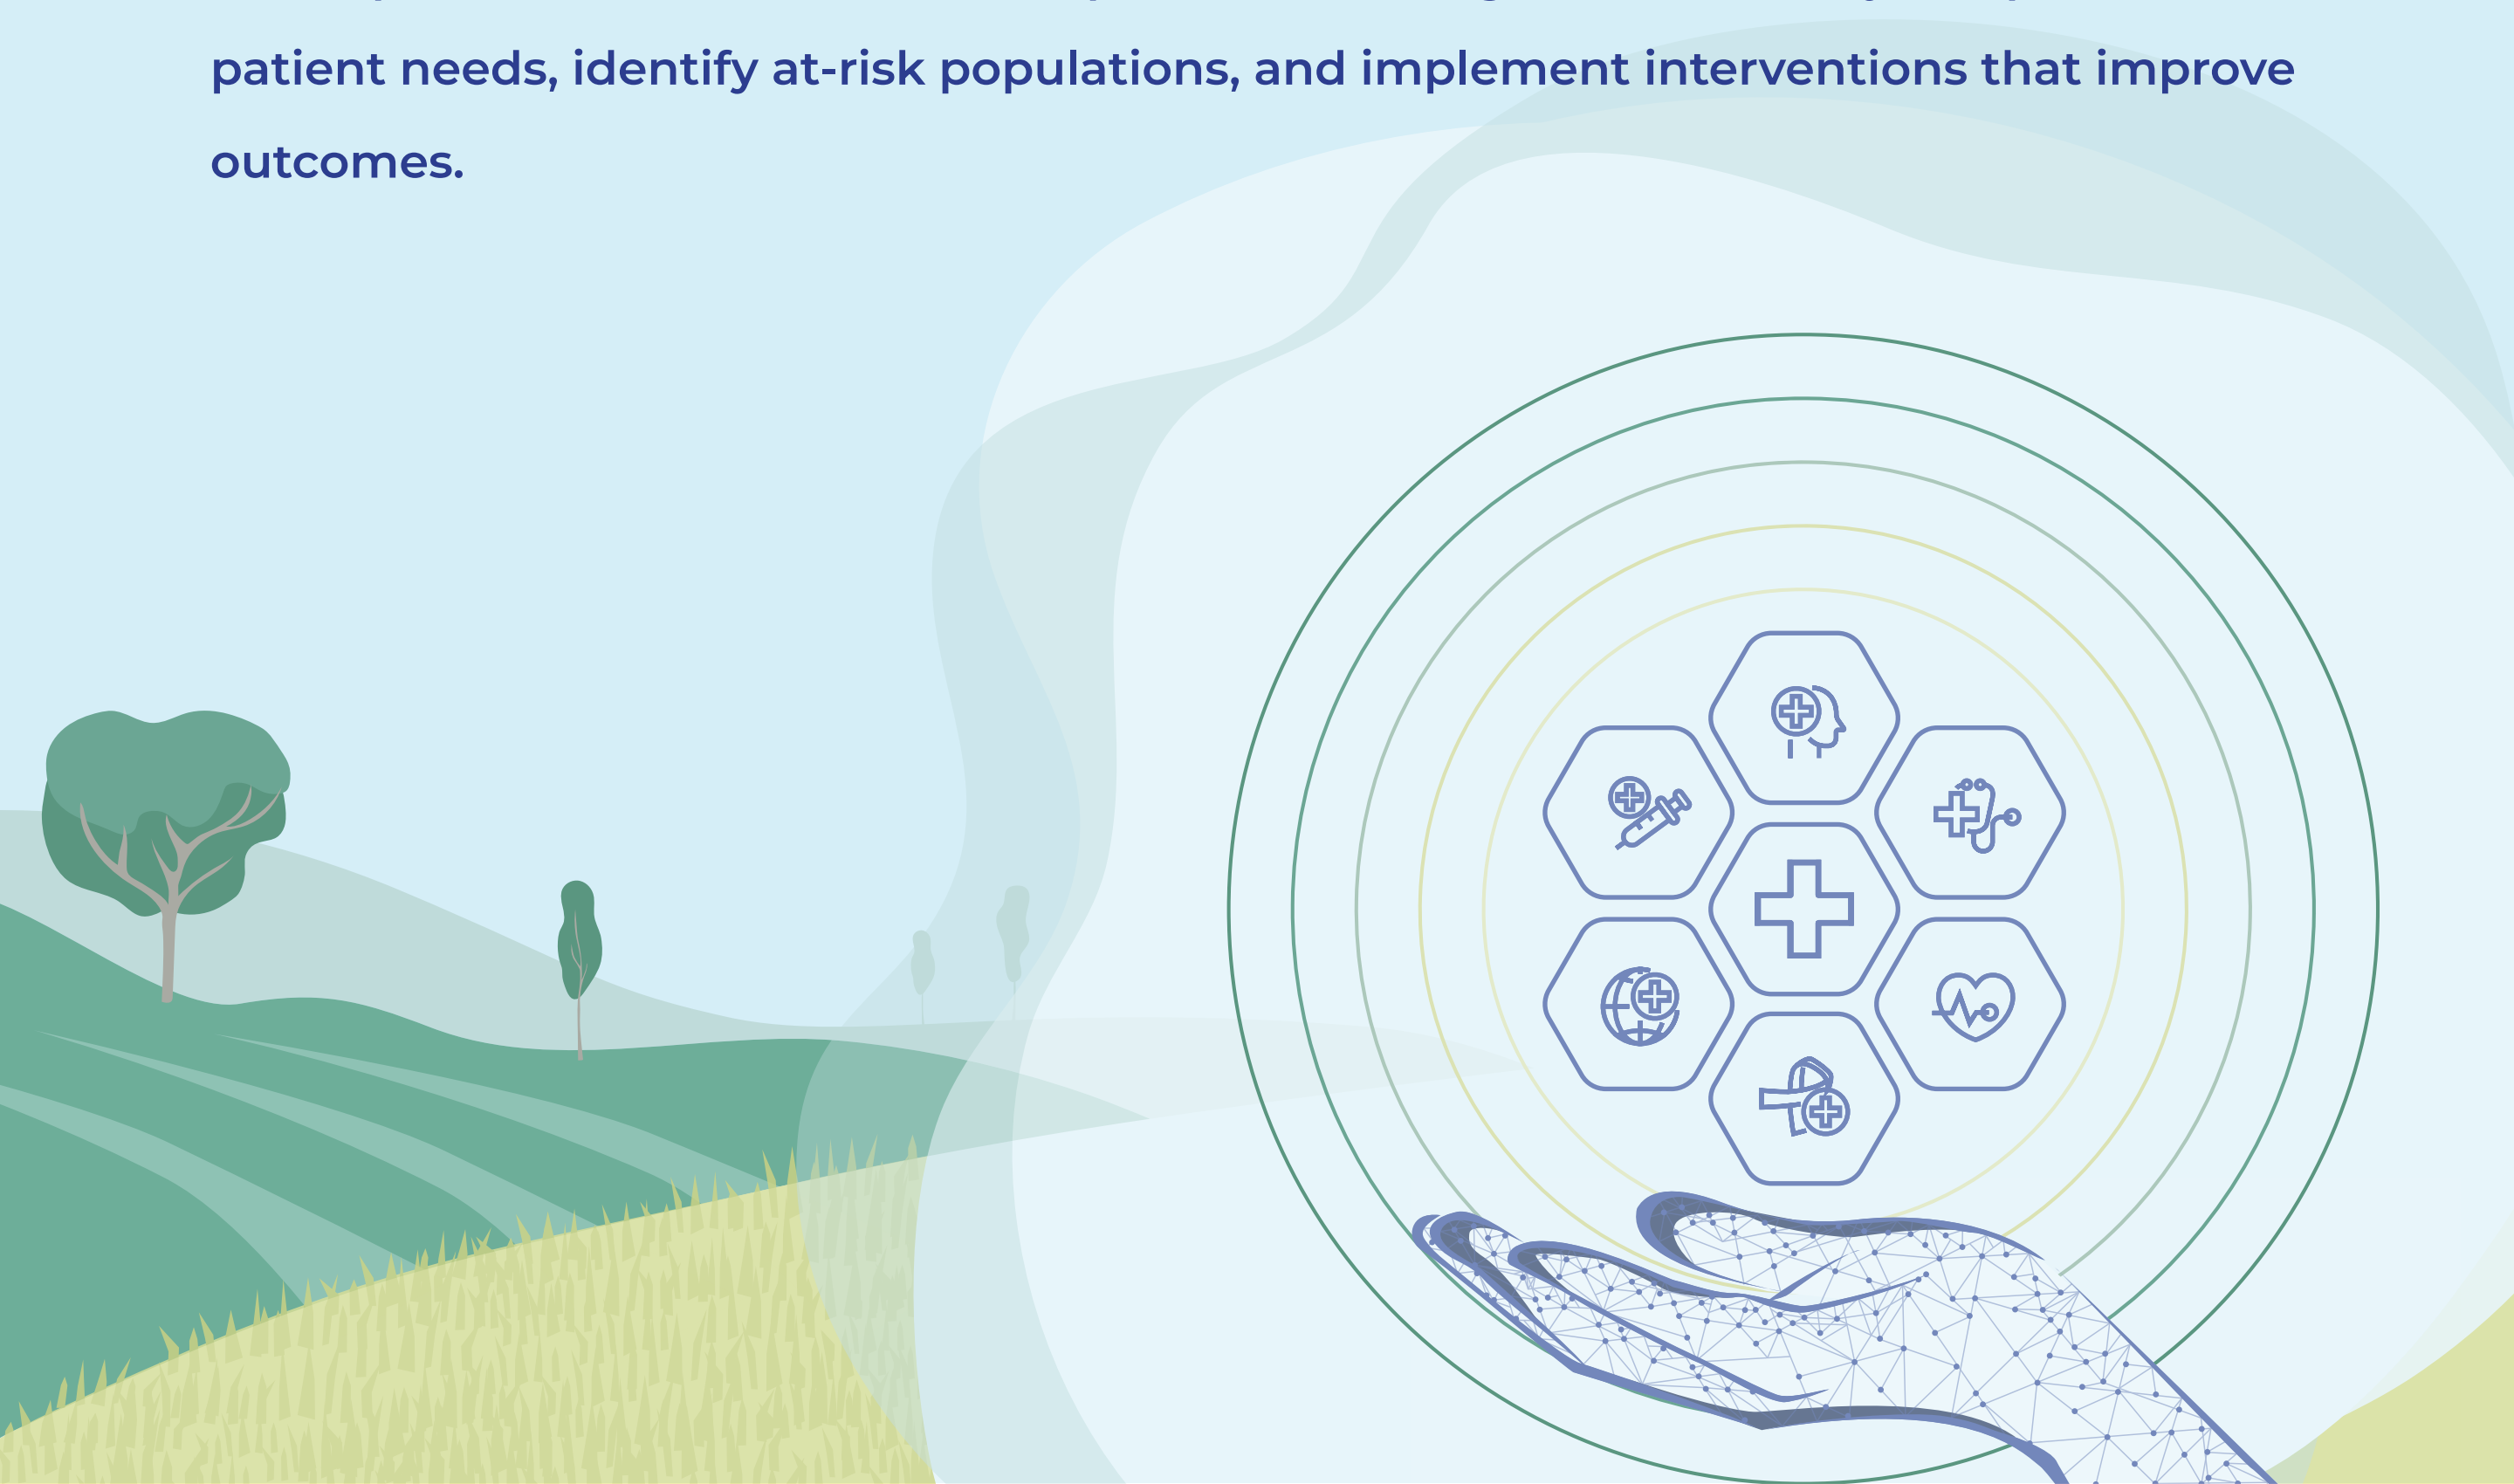 patient needs, identify at-risk populations, and implement interventions that improve
outcomes.